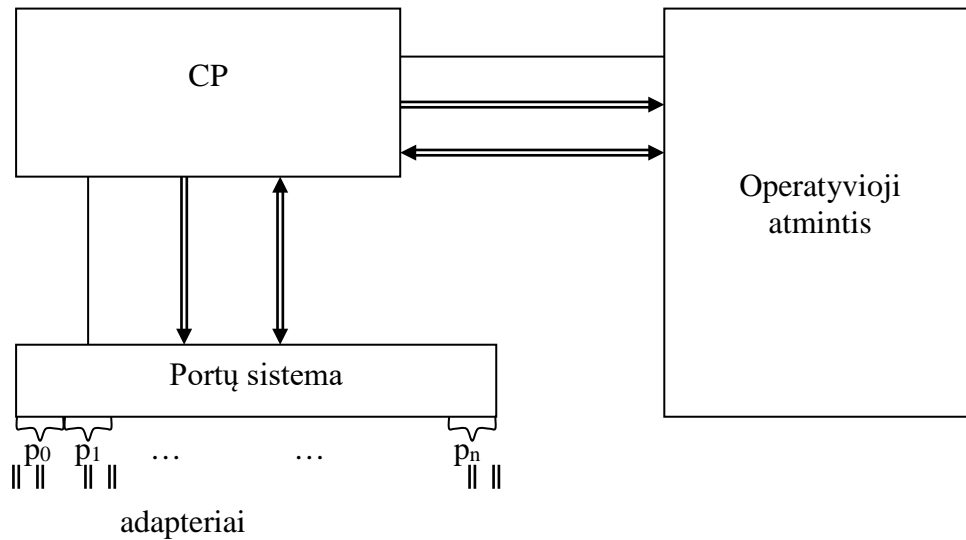 CP
Operatyvioji
atmintis
Portų sistema
p0 p1 … … pn
adapteriai